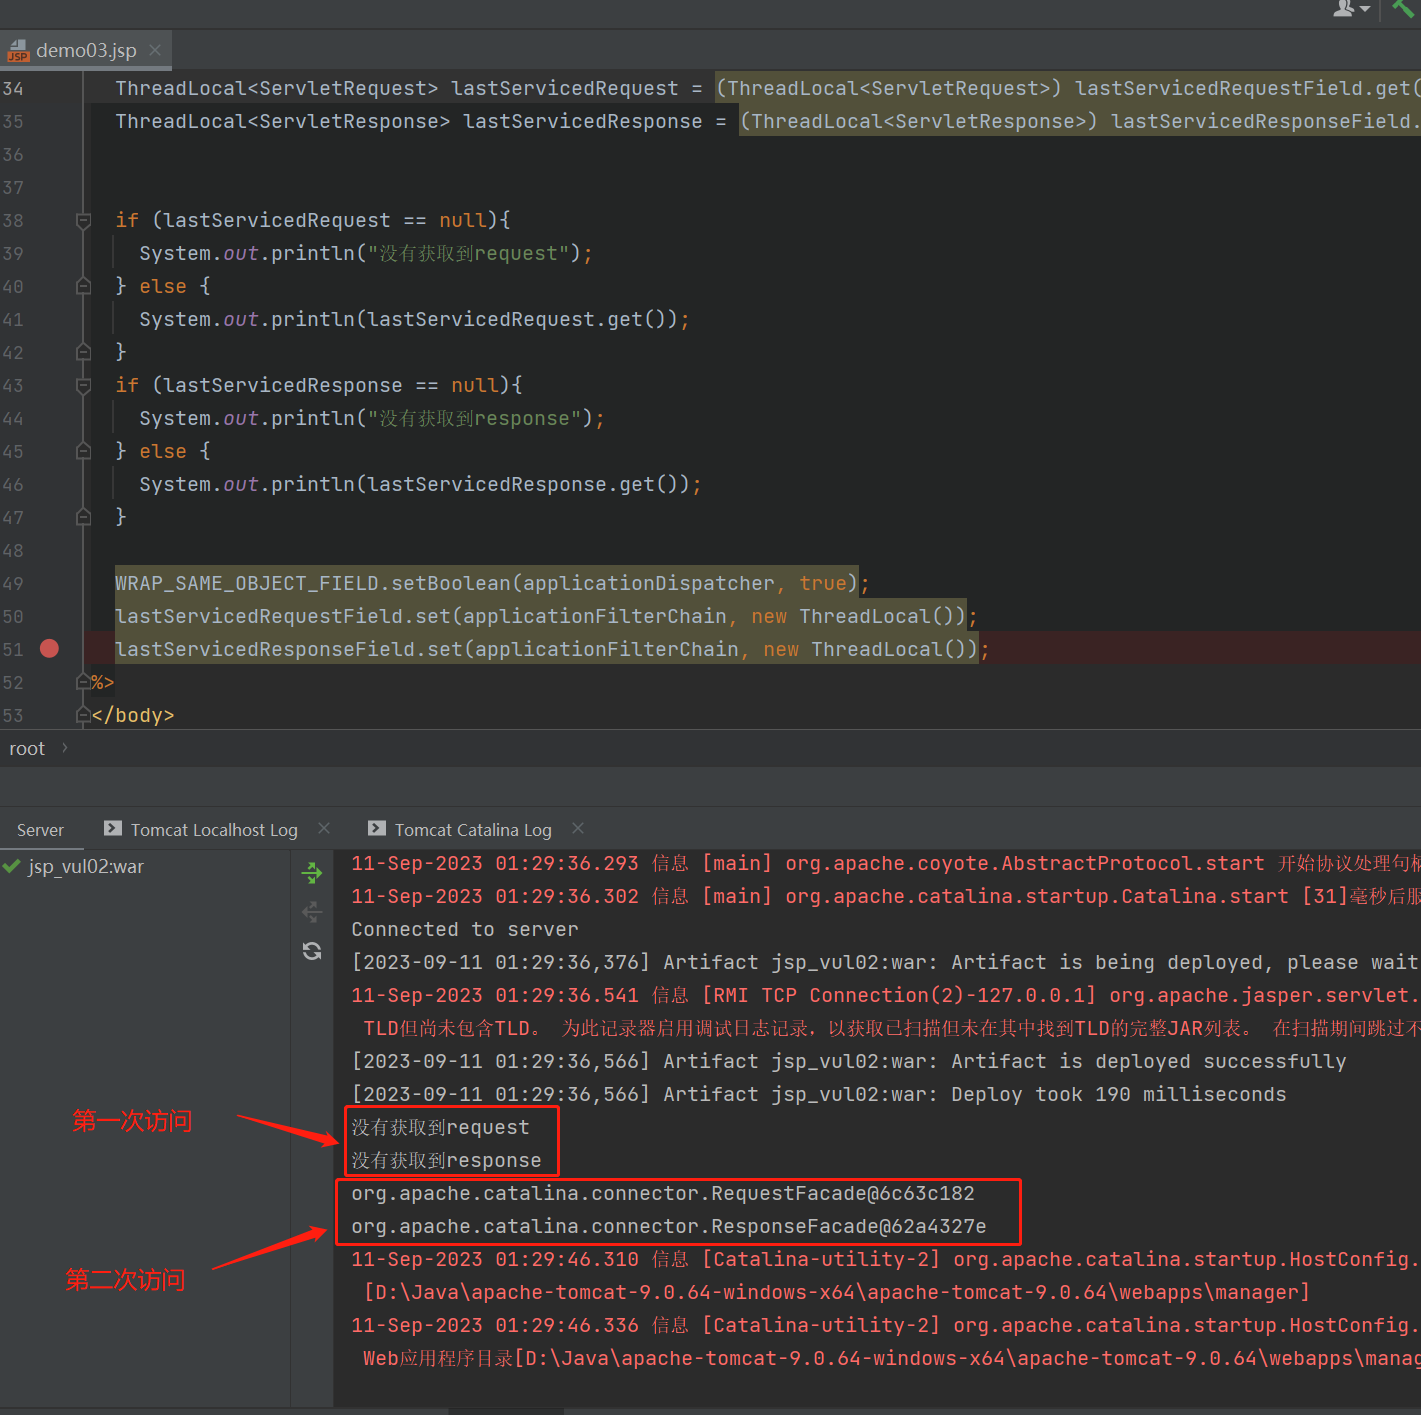 demo03.jsp
34 ThreadLocal<ServletRequest> lastServicedRequest = (ThreadLocal<ServletRequest>) lastServicedRequestField.get(
35 ThreadLocal<ServletResponse> lastServicedResponse = (ThreadLocal<ServletResponse>) lastServicedResponseField.
36
37
38 if (lastServicedRequest == null){
39 System.out.println("没有获取到request");
40 } else {
41 System.out.println(lastServicedRequest.get());
42 }
43 if (lastServicedResponse == null){
44 System.out.println("没有获取到response");
45 } else {
46 System.out.println(lastServicedResponse.get());
47 }
48
49 WRAP_SAME_OBJECT_FIELD.setBoolean(applicationDispatcher, true);
50 lastServicedRequestField.set(applicationFilterChain, new ThreadLocal());
51 lastServicedResponseField.set(applicationFilterChain, new ThreadLocal());
52 %>
53 </body>
root
Server Tomcat Localhost Log Tomcat Catalina Log
jsp_vul02:war
11-Sep-2023 01:29:36.293 信息 [main] org.apache.coyote.AbstractProtocol.start 开始协议处理句柄
11-Sep-2023 01:29:36.302 信息 [main] org.apache.catalina.startup.Catalina.start [31]毫秒后服
Connected to server
[2023-09-11 01:29:36,376] Artifact jsp_vul02:war: Artifact is being deployed, please wait
11-Sep-2023 01:29:36.541 信息 [RMI TCP Connection(2)-127.0.0.1] org.apache.jasper.servlet.
TLD但尚未包含TLD。 为此记录器启用调试日志记录，以获取已扫描但未在其中找到TLD的完整JAR列表。 在扫描期间跳过不
[2023-09-11 01:29:36,566] Artifact jsp_vul02:war: Artifact is deployed successfully
[2023-09-11 01:29:36,566] Artifact jsp_vul02:war: Deploy took 190 milliseconds
第一次访问
没有获取到request
没有获取到response
org.apache.catalina.connector.RequestFacade@6c63c182
org.apache.catalina.connector.ResponseFacade@62a4327e
第二次访问
11-Sep-2023 01:29:46.310 信息 [Catalina-utility-2] org.apache.catalina.startup.HostConfig.
[D:\Java\apache-tomcat-9.0.64-windows-x64\apache-tomcat-9.0.64\webapps\manager]
11-Sep-2023 01:29:46.336 信息 [Catalina-utility-2] org.apache.catalina.startup.HostConfig.
Web应用程序目录[D:\Java\apache-tomcat-9.0.64-windows-x64\apache-tomcat-9.0.64\webapps\manag